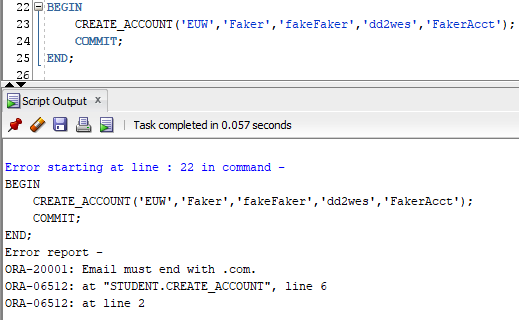 22 BEGIN
23 CREATE_ACCOUNT('EUW','Faker','fakeFaker','dd2wes','FakerAcct');
24 COMMIT;
25 END;
26
Script Output x
Task completed in 0.057 seconds
Error starting at line : 22 in command -
BEGIN
CREATE_ACCOUNT('EUW','Faker','fakeFaker','dd2wes','FakerAcct');
COMMIT;
END;
Error report -
ORA-20001: Email must end with .com.
ORA-06512: at "STUDENT.CREATE_ACCOUNT", line 6
ORA-06512: at line 2